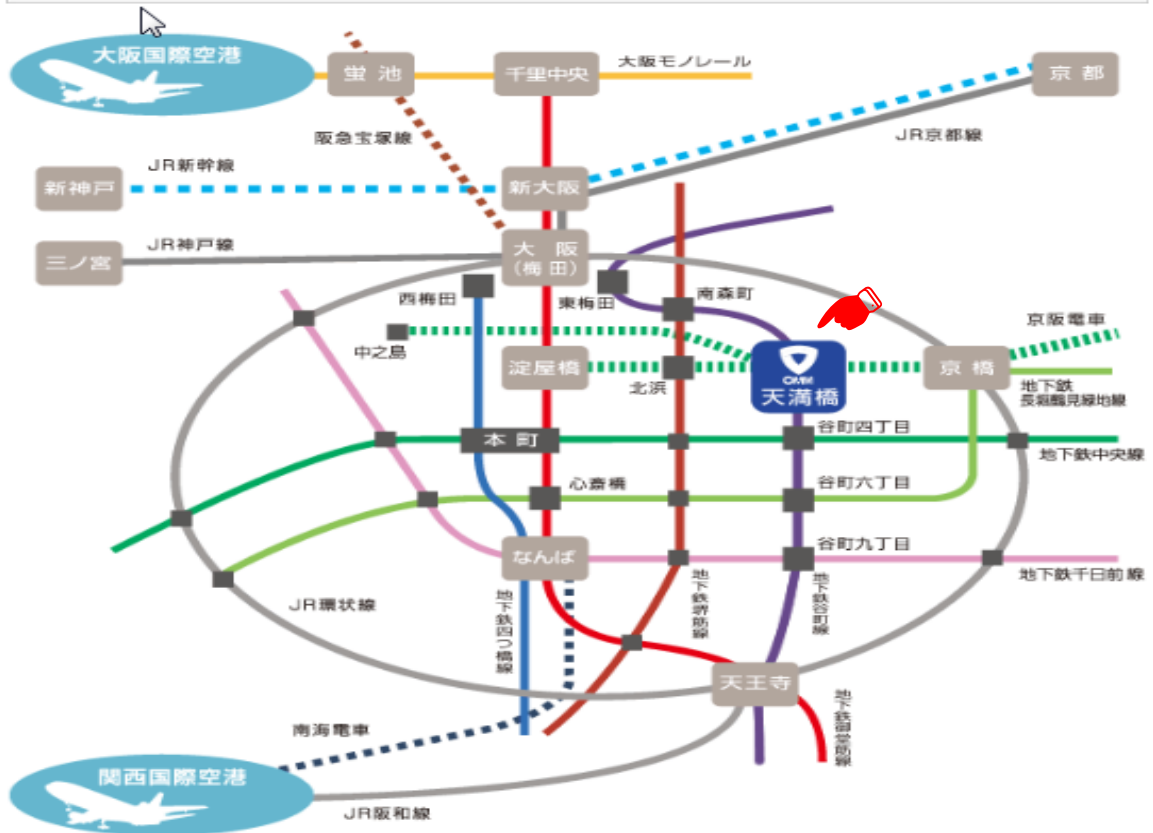 大阪国際空港
蛍池
千里中央
大阪モノレール
京都
阪急宝塚線
JR京都線
JR新幹線
新神戸
新大阪
JR神戸線
三ノ宮
大阪
(梅田)
西梅田
東梅田
南森町
中之島
京阪電車
淀屋橋
北浜
OMM
天満橋
京橋
地下鉄
長堀鶴見緑地線
本町
谷町四丁目
地下鉄中央線
心斎橋
谷町六丁目
なんば
谷町九丁目
地下鉄千日前線
JR環状線
地下鉄四つ橋線
地下鉄堺筋線
地下鉄谷町線
天王寺
地下鉄御堂筋線
南海電車
関西国際空港
JR阪和線